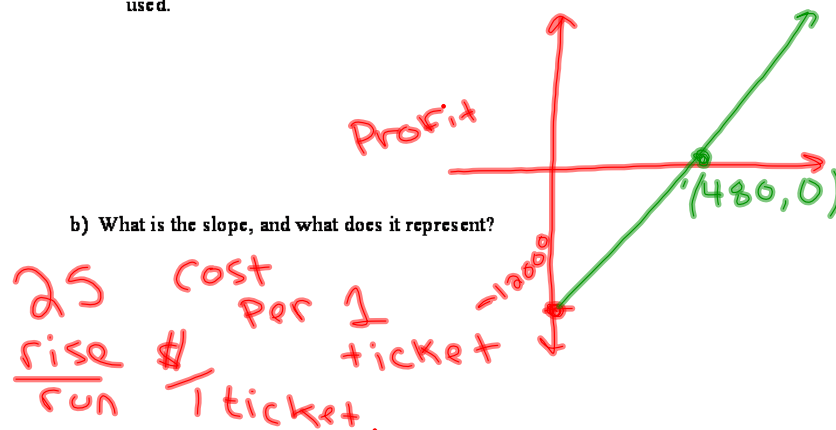 used.
Profit
(480,0)
b) What is the slope, and what does it represent?
-12000
25 cost per 1 ticket
rise $
run /1 ticket.